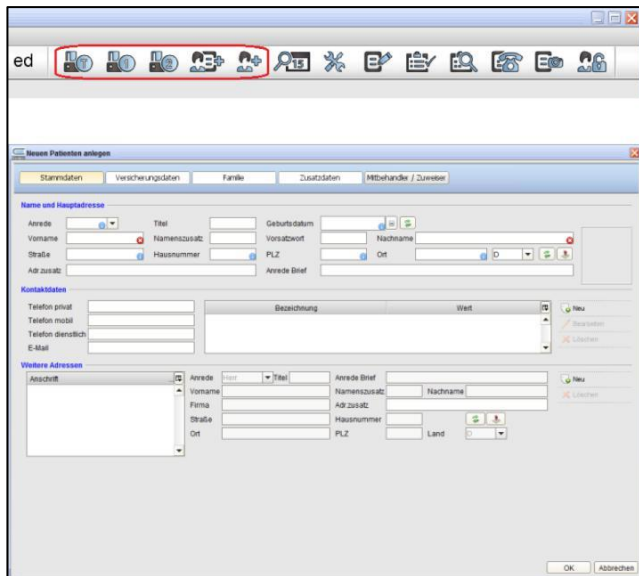 ed
15
Neuen Patienten anlegen
Stammdaten Versicherungsdaten Familie Zusatzdaten Mitbehandler / Zuweiser
Name und Hauptadresse
Anrede Titel Geburtsdatum
Vorname Namenszusatz Vorsatzwort Nachname
Straße Hausnummer PLZ Ort D
Adr.zusatz Anrede Brief
Kontaktdaten
Telefon privat Bezeichnung Wert Neu
Telefon mobil Bearbeiten
Telefon dienstlich Löschen
E-Mail
Weitere Adressen
Anschrift Anrede Herr Titel Anrede Brief Neu
Vorname Namenszusatz Nachname Löschen
Firma Adr.zusatz
Straße Hausnummer
Ort PLZ Land D
OK Abbrechen